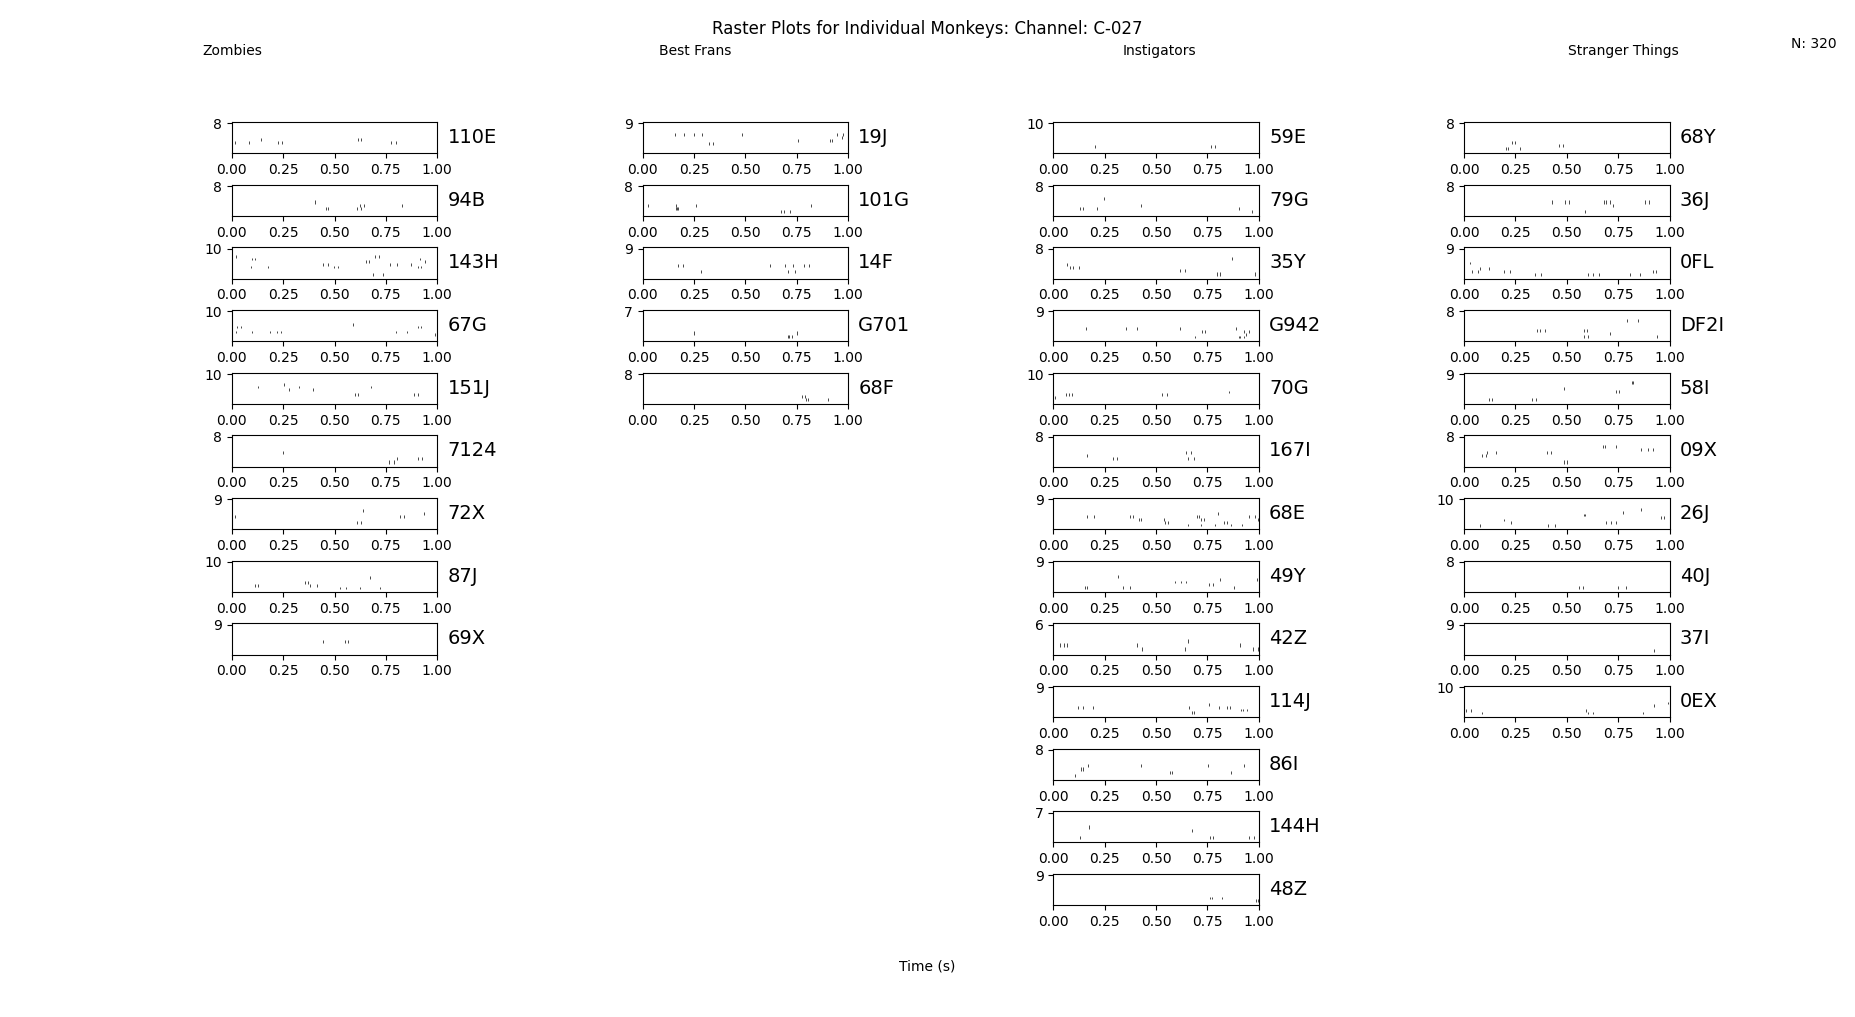 Raster Plots for Individual Monkeys: Channel: C-027
N: 320
Zombies Best Frans Instigators Stranger Things
8 110E 9 19J 10 59E 8 68Y
0.00 0.25 0.50 0.75 1.00 0.00 0.25 0.50 0.75 1.00 0.00 0.25 0.50 0.75 1.00 0.00 0.25 0.50 0.75 1.00
8 94B 8 101G 8 79G 8 36J
0.00 0.25 0.50 0.75 1.00 0.00 0.25 0.50 0.75 1.00 0.00 0.25 0.50 0.75 1.00 0.00 0.25 0.50 0.75 1.00
10 143H 9 14F 8 35Y 9 0FL
0.00 0.25 0.50 0.75 1.00 0.00 0.25 0.50 0.75 1.00 0.00 0.25 0.50 0.75 1.00 0.00 0.25 0.50 0.75 1.00
10 67G 7 G701 9 G942 8 DF2I
0.00 0.25 0.50 0.75 1.00 0.00 0.25 0.50 0.75 1.00 0.00 0.25 0.50 0.75 1.00 0.00 0.25 0.50 0.75 1.00
10 151J 8 68F 10 70G 9 58I
0.00 0.25 0.50 0.75 1.00 0.00 0.25 0.50 0.75 1.00 0.00 0.25 0.50 0.75 1.00 0.00 0.25 0.50 0.75 1.00
8 7124 8 167I 8 09X
0.00 0.25 0.50 0.75 1.00 0.00 0.25 0.50 0.75 1.00 0.00 0.25 0.50 0.75 1.00
9 72X 9 68E 10 26J
0.00 0.25 0.50 0.75 1.00 0.00 0.25 0.50 0.75 1.00 0.00 0.25 0.50 0.75 1.00
10 87J 9 49Y 8 40J
0.00 0.25 0.50 0.75 1.00 0.00 0.25 0.50 0.75 1.00 0.00 0.25 0.50 0.75 1.00
9 69X 6 42Z 9 37I
0.00 0.25 0.50 0.75 1.00 0.00 0.25 0.50 0.75 1.00 0.00 0.25 0.50 0.75 1.00
9 114J 10 0EX
0.00 0.25 0.50 0.75 1.00 0.00 0.25 0.50 0.75 1.00
8 86I
0.00 0.25 0.50 0.75 1.00
7 144H
0.00 0.25 0.50 0.75 1.00
9 48Z
0.00 0.25 0.50 0.75 1.00
Time (s)